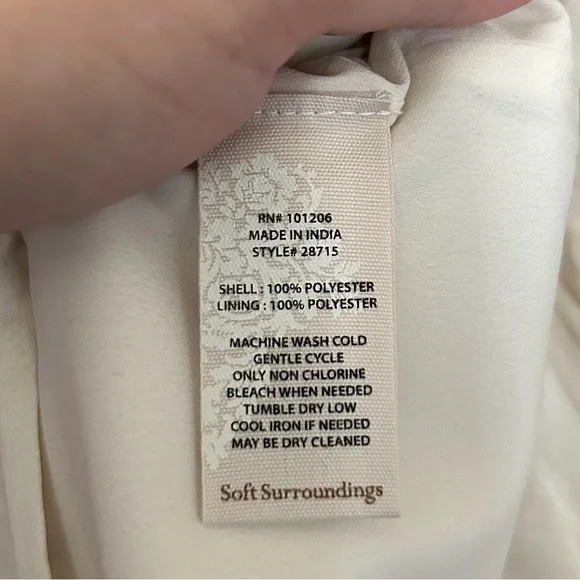 RN# 101206
MADE IN INDIA
STYLE# 28715
SHELL : 100% POLYESTER
LINING : 100% POLYESTER
MACHINE WASH COLD
GENTLE CYCLE
ONLY NON CHLORINE
BLEACH WHEN NEEDED
TUMBLE DRY LOW
COOL IRON IF NEEDED
MAY BE DRY CLEANED
Soft Surroundings